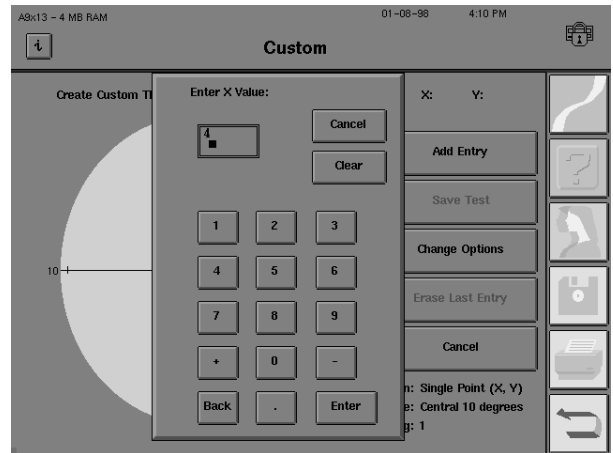 A9x13 – 4 MB RAM
01–08–98 4:10 PM
i
Custom
Create Custom
Enter X Value:
X: Y:
4
Cancel
Clear
Add Entry
Save Test
Change Options
Erase Last Entry
Cancel
10
1 2 3
4 5 6
7 8 9
+ 0 –
Back . Enter
: Single Point (X, Y)
: Central 10 degrees
: 1